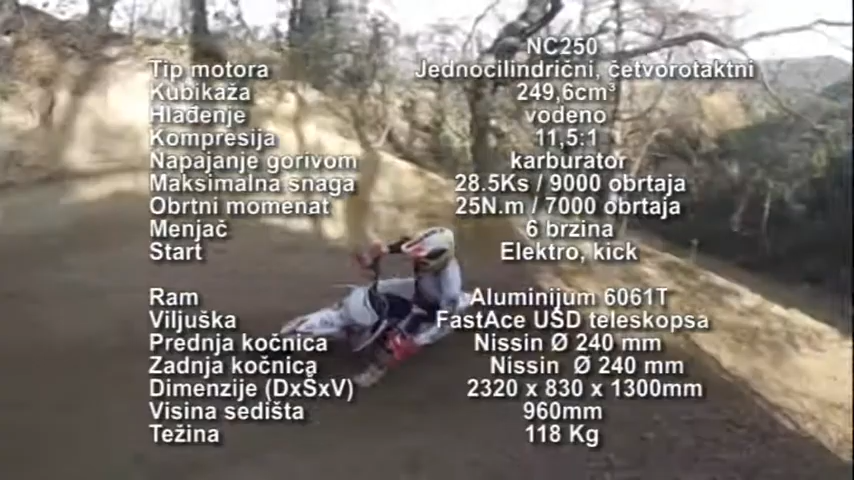 NC250
Tip motora Jednocilindrični, četvorotaktni
Kubikaža 249,6cm³
Hlađenje vodeno
Kompresija 11,5:1
Napajanje gorivom karburator
Maksimalna snaga 28.5Ks / 9000 obrtaja
Obrtni momenat 25N.m / 7000 obrtaja
Menjač 6 brzina
Start Elektro, kick
Ram Aluminijum 6061T
Viljuška FastAce USD teleskopsa
Prednja kočnica Nissin Ø 240 mm
Zadnja kočnica Nissin Ø 240 mm
Dimenzije (DxŠxV) 2320 x 830 x 1300mm
Visina sedišta 960mm
Težina 118 Kg